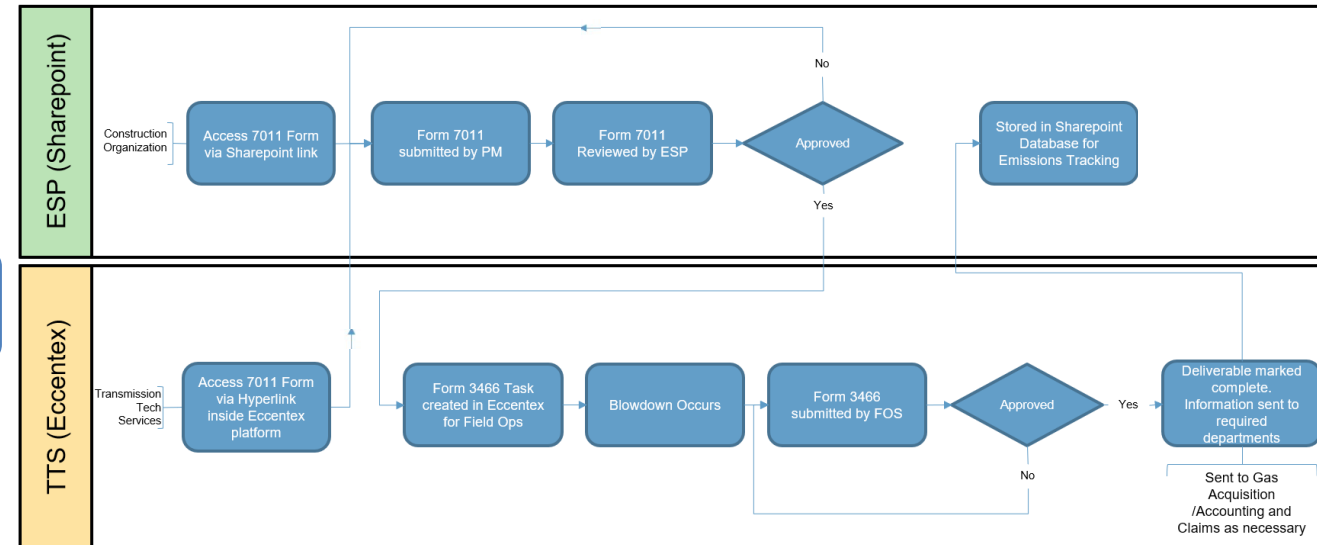 ESP (Sharepoint)
Construction
Organization
Access 7011 Form
via Sharepoint link
Form 7011
submitted by PM
Form 7011
Reviewed by ESP
Approved
No
Yes
Stored in Sharepoint
Database for
Emissions Tracking
TTS (Eccentex)
Transmission
Tech
Services
Access 7011 Form
via Hyperlink
inside Eccentex
platform
Form 3466 Task
created in Eccentex
for Field Ops
Blowdown Occurs
Form 3466
submitted by FOS
Approved
Yes
No
Deliverable marked
complete.
Information sent to
required
departments
Sent to Gas
Acquisition
/Accounting and
Claims as necessary